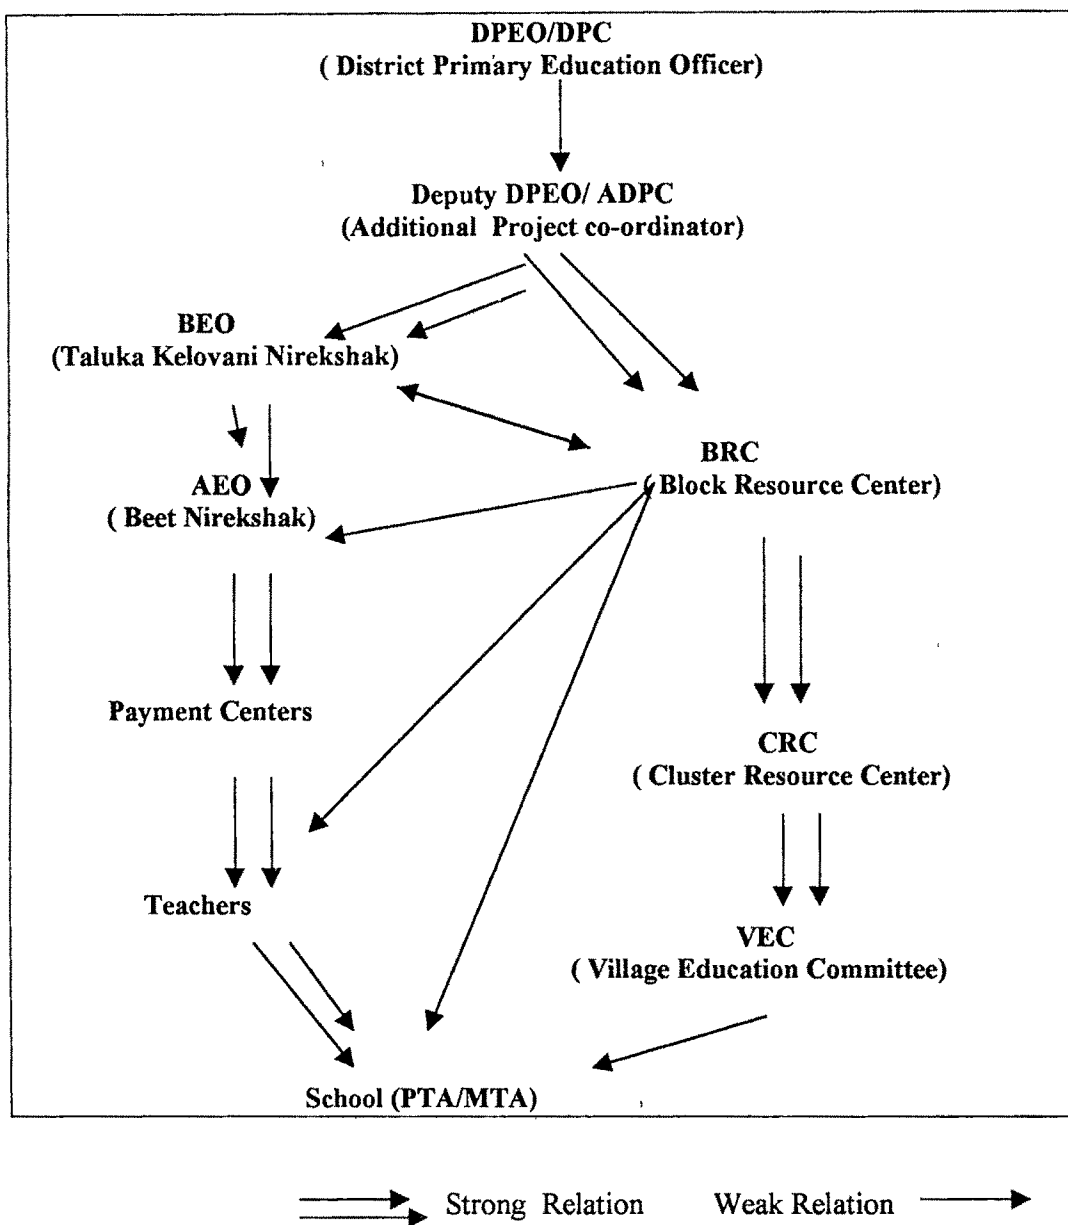 DPEO/DPC
( District Primary Education Officer)
Deputy DPEO/ ADPC
(Additional Project co-ordinator)
BEO
(Taluka Kelovani Nirekshak)
BRC
( Block Resource Center)
AEO
( Beet Nirekshak)
Payment Centers
CRC
( Cluster Resource Center)
Teachers
VEC
( Village Education Committee)
School (PTA/MTA)
Strong Relation Weak Relation